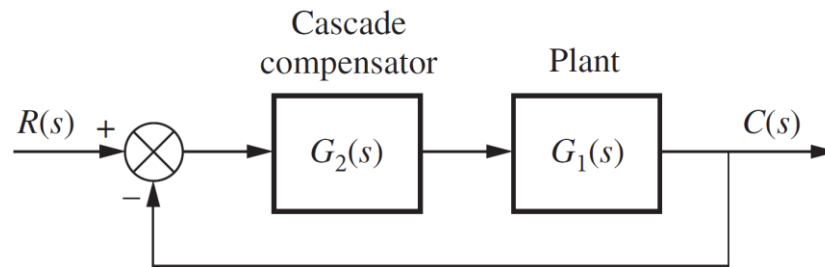 Cascade
compensator
Plant
R(s)
+
−
G₂(s)
G₁(s)
C(s)